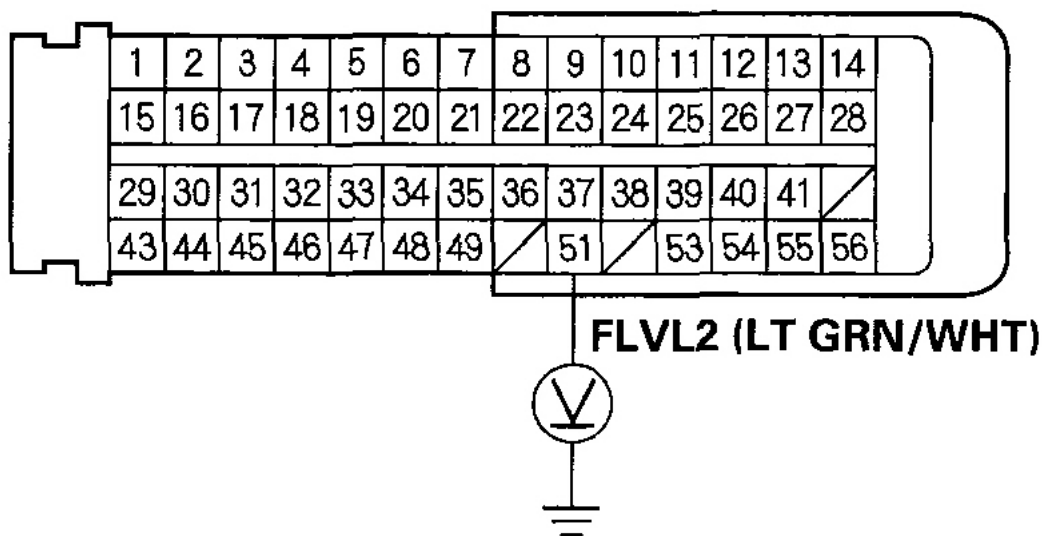 1 2 3 4 5 6 7 8 9 10 11 12 13 14
15 16 17 18 19 20 21 22 23 24 25 26 27 28
29 30 31 32 33 34 35 36 37 38 39 40 41
43 44 45 46 47 48 49 51 53 54 55 56
FLVL2 (LT GRN/WHT)
V